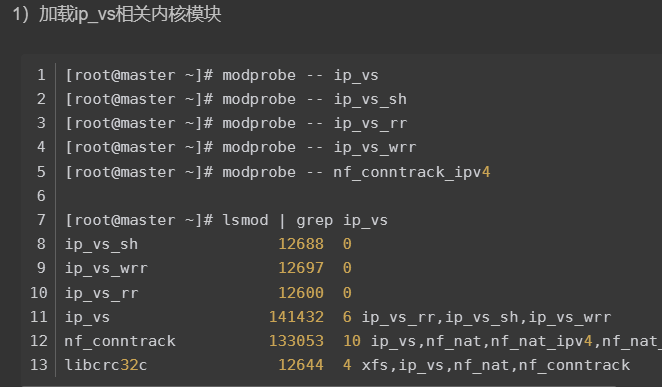 1）加载ip_vs相关内核模块
1 [root@master ~]# modprobe -- ip_vs
2 [root@master ~]# modprobe -- ip_vs_sh
3 [root@master ~]# modprobe -- ip_vs_rr
4 [root@master ~]# modprobe -- ip_vs_wrr
5 [root@master ~]# modprobe -- nf_conntrack_ipv4
6
7 [root@master ~]# lsmod | grep ip_vs
8 ip_vs_sh               12688  0
9 ip_vs_wrr              12697  0
10 ip_vs_rr               12600  0
11 ip_vs                 141432  6 ip_vs_rr,ip_vs_sh,ip_vs_wrr
12 nf_conntrack          133053  10 ip_vs,nf_nat,nf_nat_ipv4,nf_nat_
13 libcrc32c              12644  4 xfs,ip_vs,nf_nat,nf_conntrack